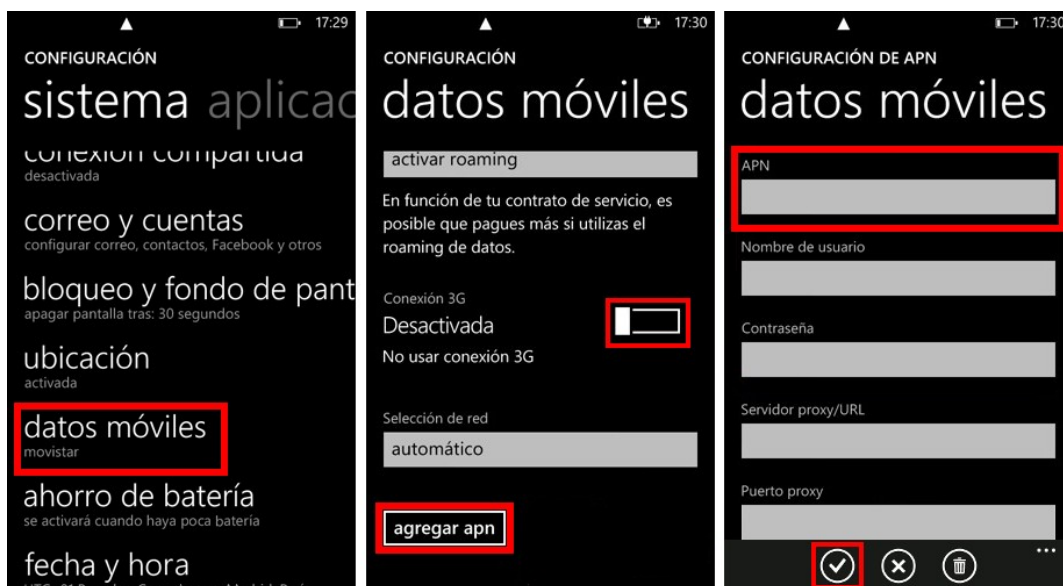 17:29
CONFIGURACIÓN
sistema aplicac
conexión compartida
desactivada
correo y cuentas
configurar correo, contactos, Facebook y otros
bloqueo y fondo de pant
apagar pantalla tras: 30 segundos
ubicación
activada
datos móviles
movistar
ahorro de batería
se activará cuando haya poca batería
fecha y hora
17:30
CONFIGURACIÓN
datos móviles
activar roaming
En función de tu contrato de servicio, es
posible que pagues más si utilizas el
roaming de datos.
Conexión 3G
Desactivada
No usar conexión 3G
Selección de red
automático
agregar apn
17:30
CONFIGURACIÓN DE APN
datos móviles
APN
Nombre de usuario
Contraseña
Servidor proxy/URL
Puerto proxy